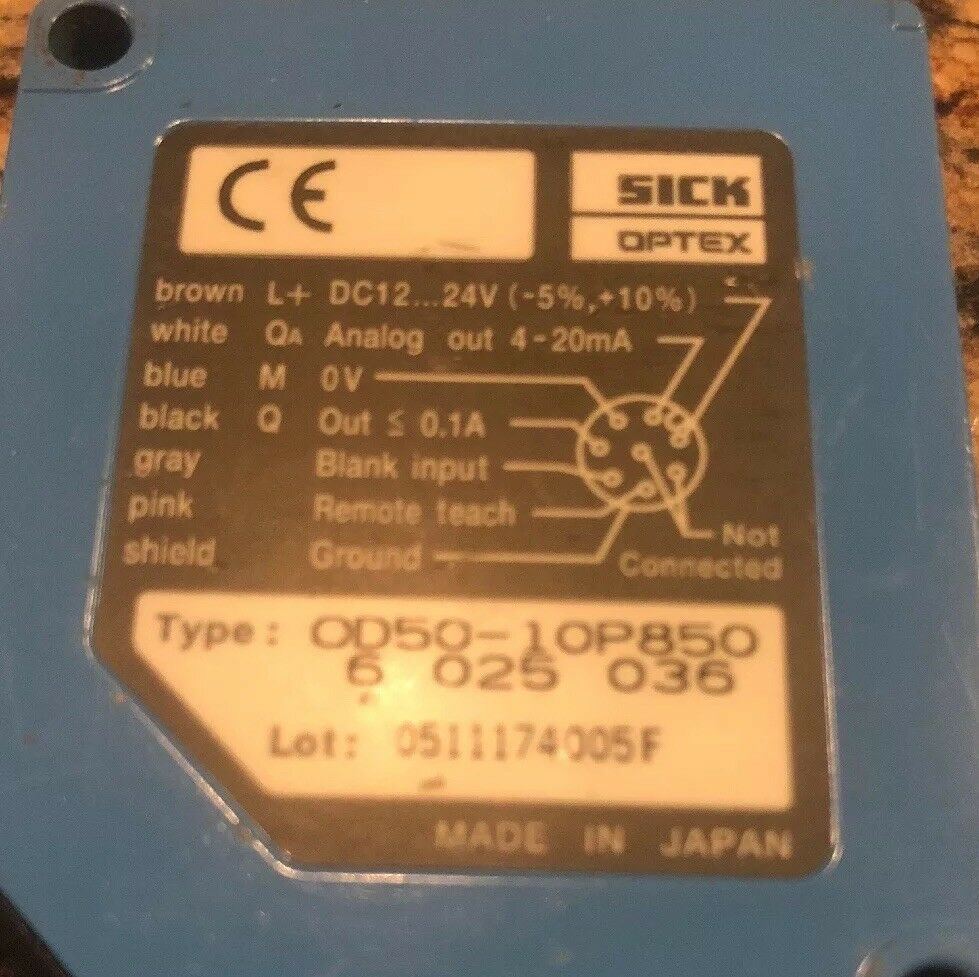 CE
SICK
OPTEX
brown L+ DC12...24V (-5%,+10%)
white QA Analog out 4-20mA
blue M 0V
black Q Out ≤ 0.1A
gray Blank input
pink Remote teach
shield Ground
Not
Connected
Type: OD50-10P850
6 025 036
Lot: 0511174005F
MADE IN JAPAN